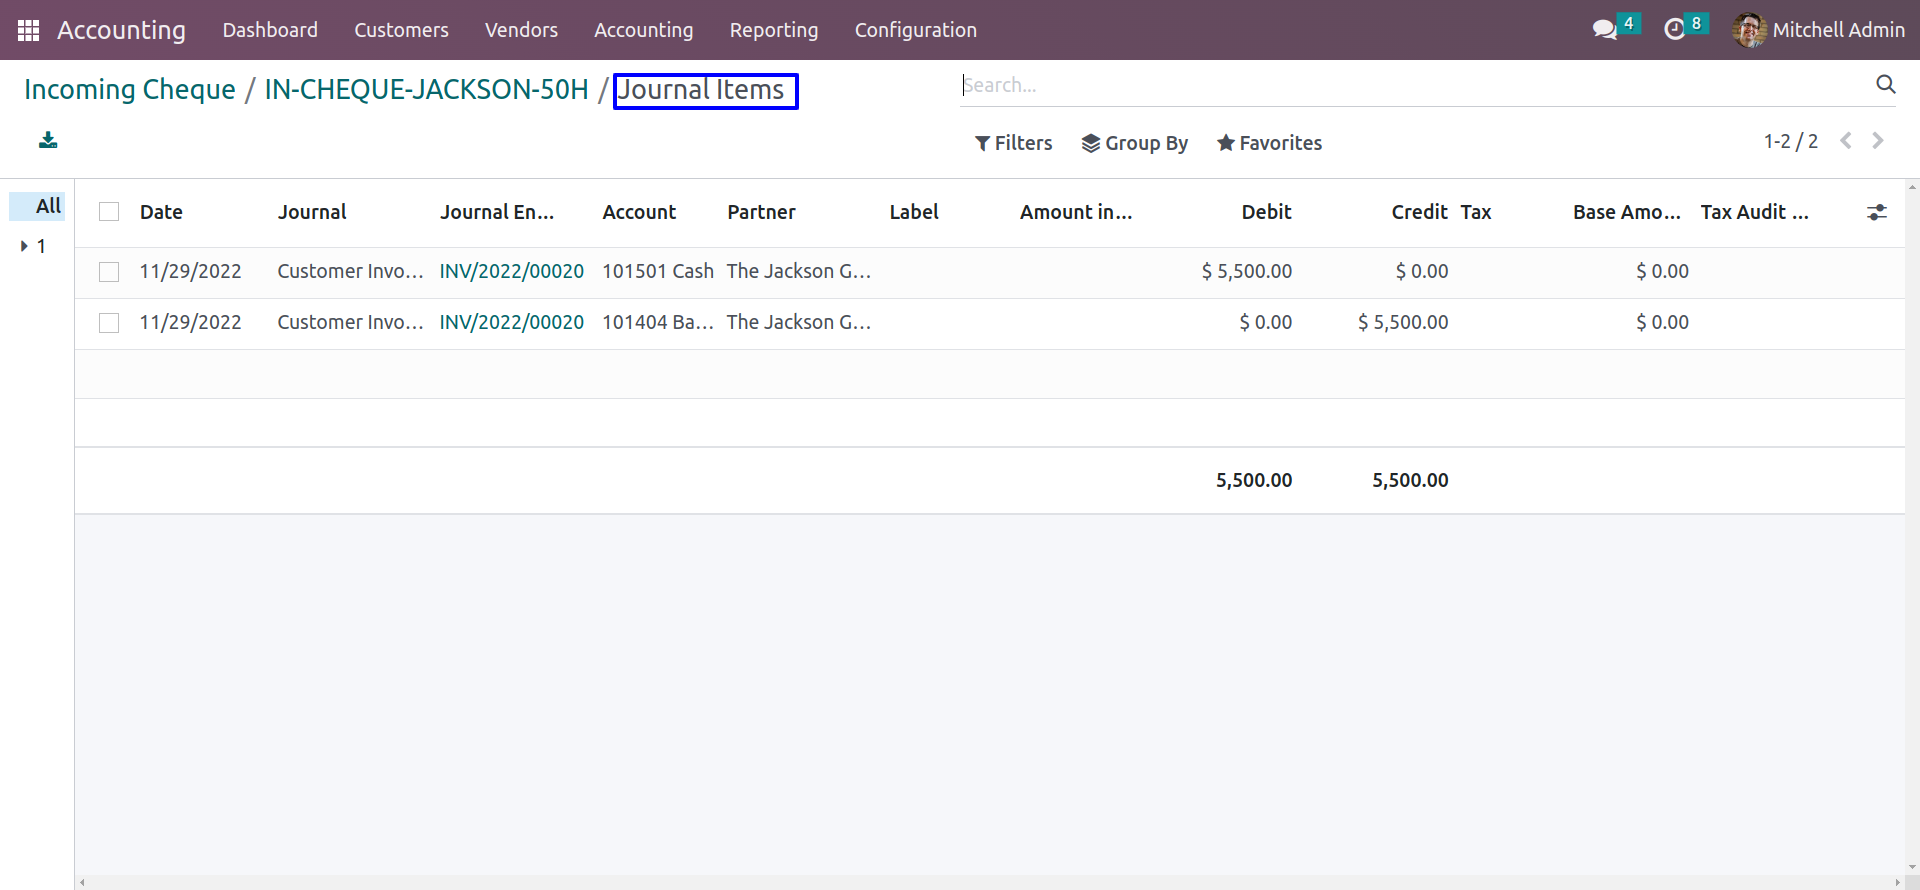 Accounting Dashboard Customers Vendors Accounting Reporting Configuration 4 8 Mitchell Admin
Incoming Cheque / IN-CHEQUE-JACKSON-50H / Journal Items
Search...
Filters Group By Favorites 1-2 / 2
All
1
Date Journal Journal En... Account Partner Label Amount in... Debit Credit Tax Base Amo... Tax Audit ...
11/29/2022 Customer Invo... INV/2022/00020 101501 Cash The Jackson G... $ 5,500.00 $ 0.00 $ 0.00
11/29/2022 Customer Invo... INV/2022/00020 101404 Ba... The Jackson G... $ 0.00 $ 5,500.00 $ 0.00
5,500.00 5,500.00